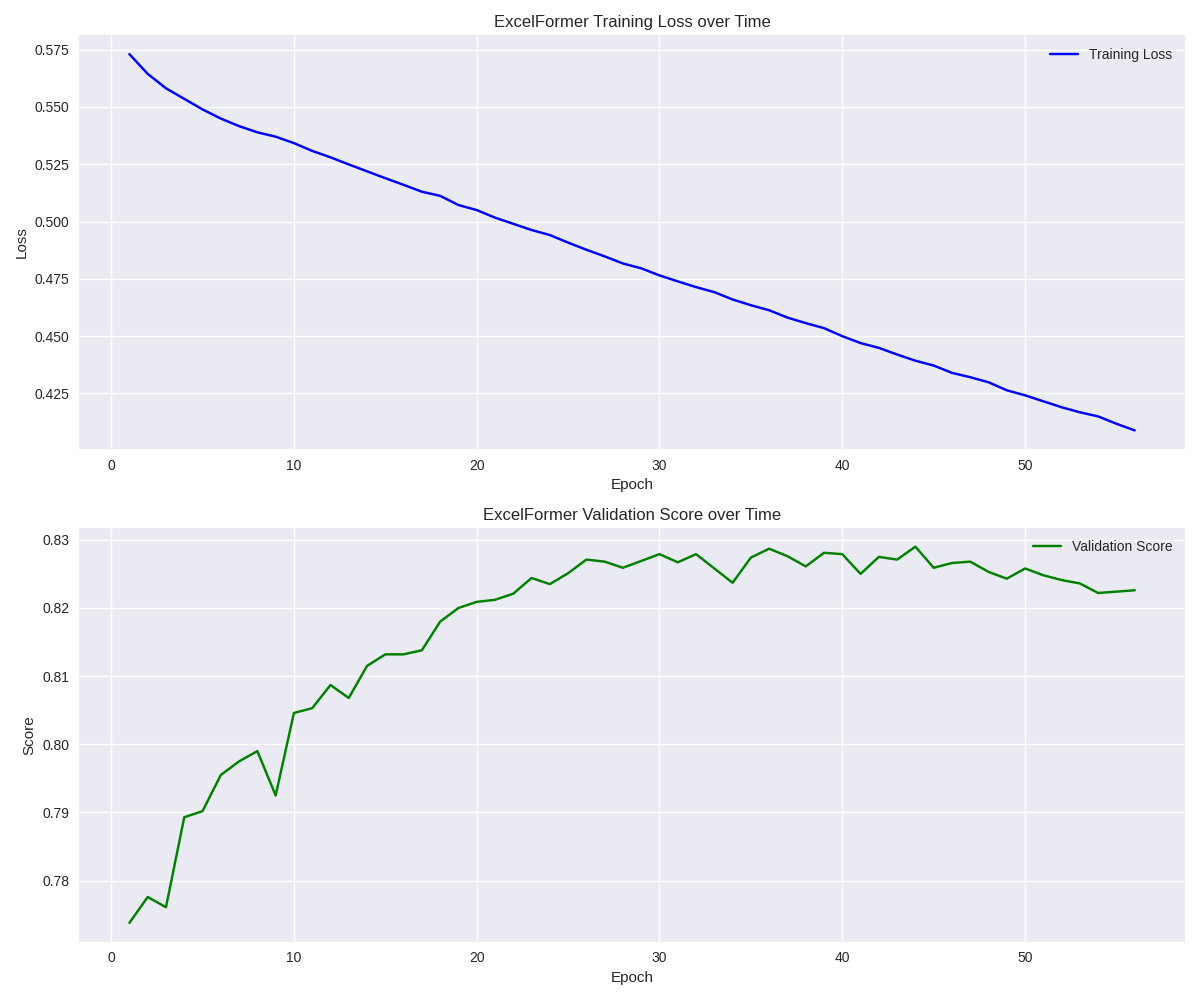 ExcelFormer Training Loss over Time
Training Loss
0.575
0.550
0.525
0.500
0.475
0.450
0.425
Loss
0 10 20 30 40 50
Epoch
ExcelFormer Validation Score over Time
Validation Score
0.83
0.82
0.81
0.80
0.79
0.78
Score
0 10 20 30 40 50
Epoch